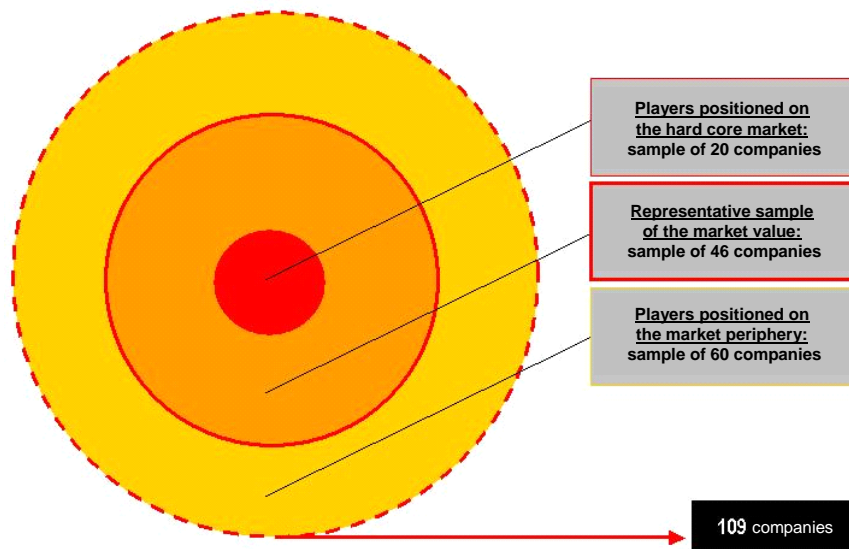 Players positioned on
the hard core market:
sample of 20 companies
Representative sample
of the market value:
sample of 46 companies
Players positioned on
the market periphery:
sample of 60 companies
109 companies